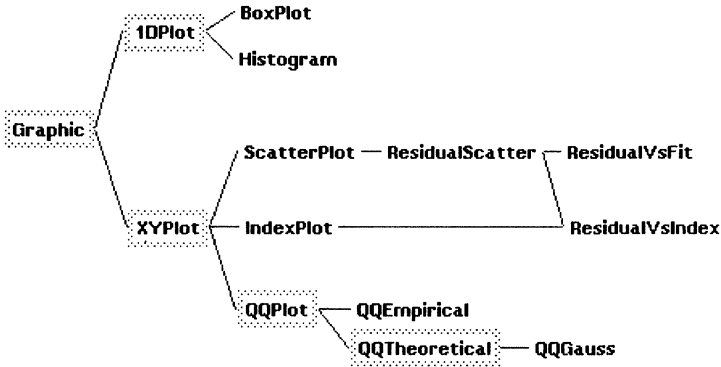 BoxPlot
1DPlot
Histogram
Graphic
ScatterPlot
ResidualScatter
ResidualVsFit
XYPlot
IndexPlot
ResidualVsIndex
QQPlot
QQEmpirical
QQTheoretical
QQGauss